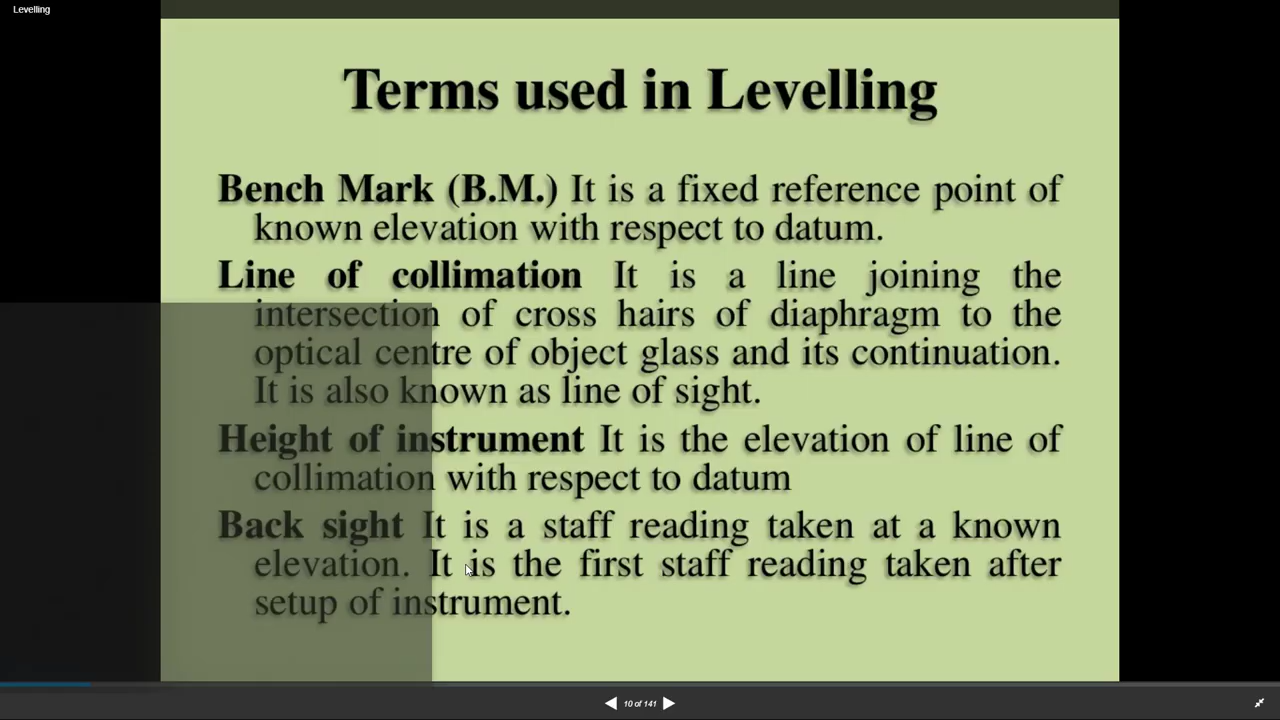 Levelling
Terms used in Levelling
Bench Mark (B.M.) It is a fixed reference point of
known elevation with respect to datum.
Line of collimation It is a line joining the
intersection of cross hairs of diaphragm to the
optical centre of object glass and its continuation.
It is also known as line of sight.
Height of instrument It is the elevation of line of
collimation with respect to datum
Back sight It is a staff reading taken at a known
elevation. It is the first staff reading taken after
setup of instrument.
10 of 141